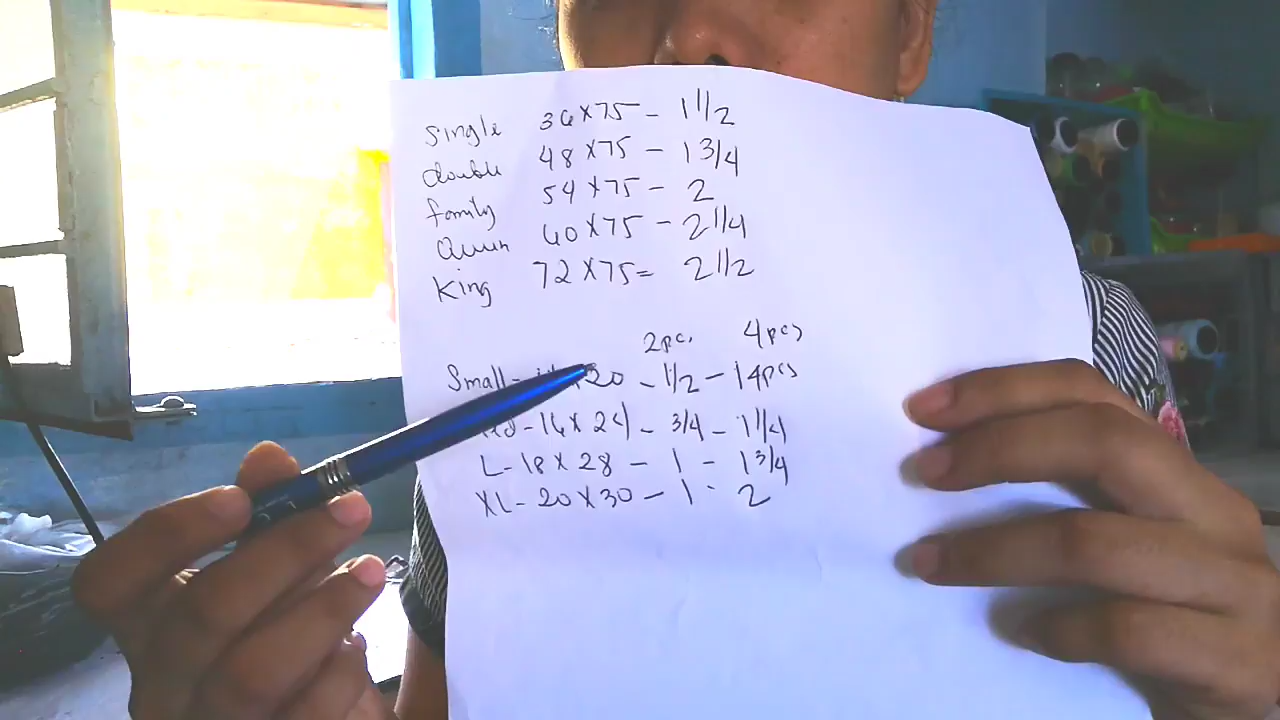 Single 36x75 - 1 1/2
double 48x75 - 1 3/4
family 54x75 - 2
Queen 60x75 - 2 1/4
King 72x75= 2 1/2
2pc. 4pcs
Small - x20 - 1/2 - 1 4pcs
- 16x24 - 3/4 - 1 1/4
L - 18x28 - 1 - 1 3/4
XL - 20x30 - 1 - 2